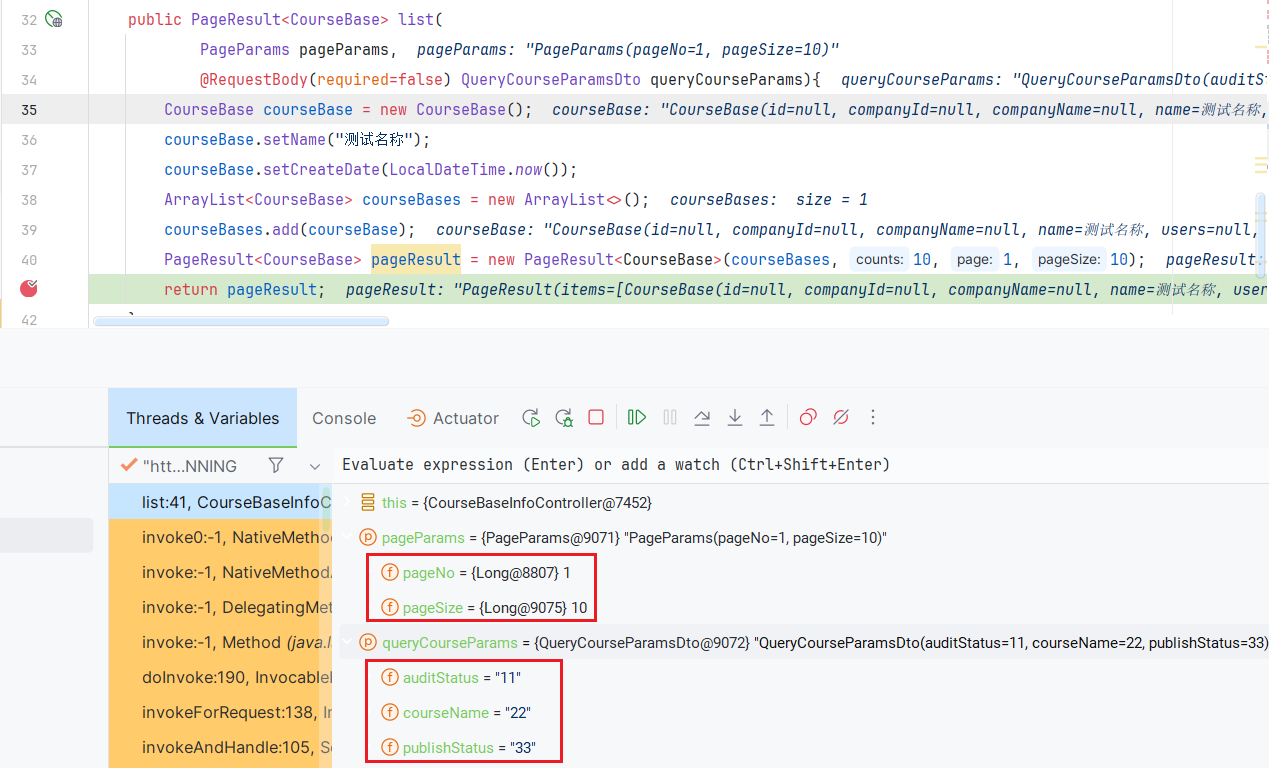 32 public PageResult<CourseBase> list(
33 PageParams pageParams, pageParams: "PageParams(pageNo=1, pageSize=10)"
34 @RequestBody(required=false) QueryCourseParamsDto queryCourseParams){ queryCourseParams: "QueryCourseParamsDto(auditSt
35 CourseBase courseBase = new CourseBase(); courseBase: "CourseBase(id=null, companyId=null, companyName=null, name=测试名称,
36 courseBase.setName("测试名称");
37 courseBase.setCreateDate(LocalDateTime.now());
38 ArrayList<CourseBase> courseBases = new ArrayList<>(); courseBases: size = 1
39 courseBases.add(courseBase); courseBase: "CourseBase(id=null, companyId=null, companyName=null, name=测试名称, users=null,
40 PageResult<CourseBase> pageResult = new PageResult<CourseBase>(courseBases, counts: 10, page: 1, pageSize: 10); pageResult:
return pageResult; pageResult: "PageResult(items=[CourseBase(id=null, companyId=null, companyName=null, name=测试名称, user
42 }
Threads & Variables Console Actuator
"htt...NNING Evaluate expression (Enter) or add a watch (Ctrl+Shift+Enter)
list:41, CourseBaseInfoC this = {CourseBaseInfoController@7452}
invoke0:-1, NativeMetho pageParams = {PageParams@9071} "PageParams(pageNo=1, pageSize=10)"
invoke:-1, NativeMethodA pageNo = {Long@8807} 1
invoke:-1, DelegatingMet pageSize = {Long@9075} 10
invoke:-1, Method (java.l queryCourseParams = {QueryCourseParamsDto@9072} "QueryCourseParamsDto(auditStatus=11, courseName=22, publishStatus=33)
doInvoke:190, Invocablel auditStatus = "11"
invokeForRequest:138, In courseName = "22"
invokeAndHandle:105, Se publishStatus = "33"